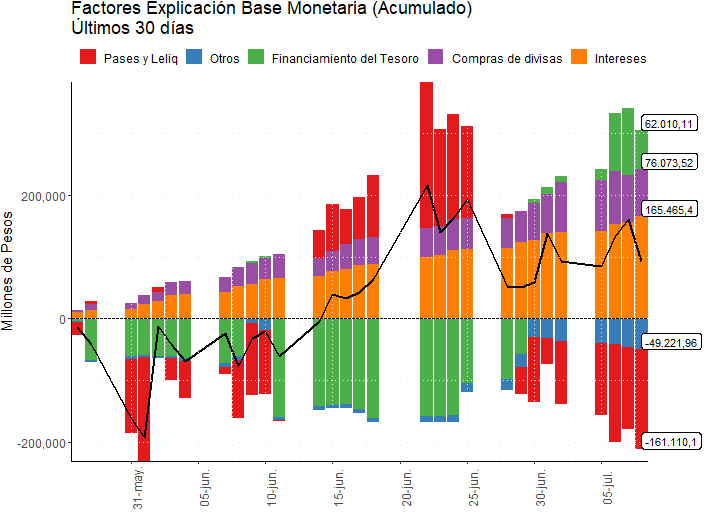 Factores Explicación Base Monetaria (Acumulado)
Últimos 30 días
Pases y Leliq Otros Financiamiento del Tesoro Compras de divisas Intereses
Millones de Pesos
200,000
0
-200,000
62.010,11
76.073,52
165.465,4
-49.221,96
-161.110,1
31-may.
05-jun.
10-jun.
15-jun.
20-jun.
25-jun.
30-jun.
05-jul.